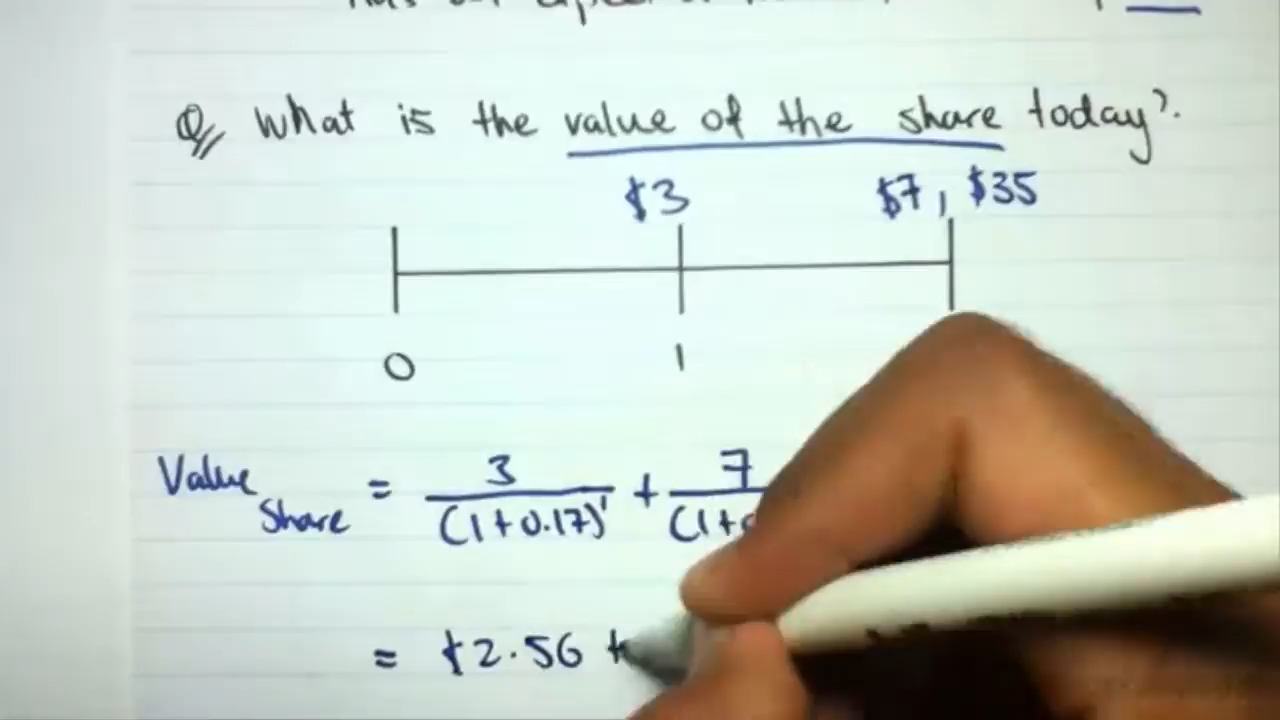 Q, What is the value of the share today?
$3 $7, $35
0 1
Value Share = 3/(1+0.17)¹ + 7/(1+
= $2.56 +